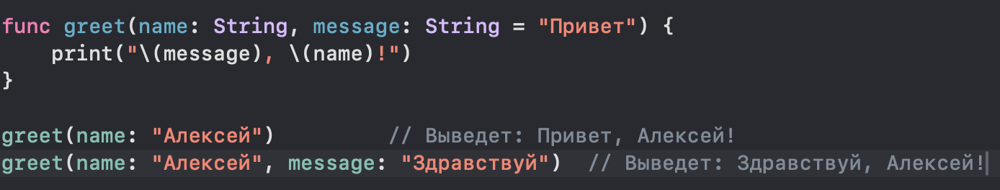 func greet(name: String, message: String = "Привет") {
    print("\(message), \(name)!")
}
greet(name: "Алексей")          // Выведет: Привет, Алексей!
greet(name: "Алексей", message: "Здравствуй")  // Выведет: Здравствуй, Алексей!